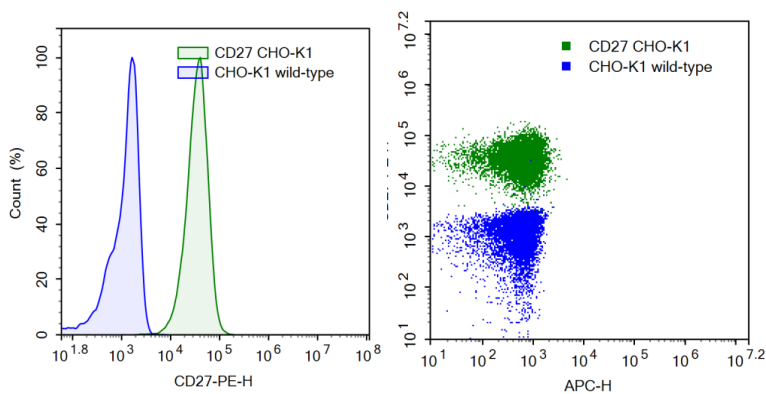 CD27 CHO-K1
CHO-K1 wild-type
Count (%)
100
80
60
40
20
0
10^1.8 10^3 10^4 10^5 10^6 10^7 10^8
CD27-PE-H
CD27 CHO-K1
CHO-K1 wild-type
10^7.2
10^6
10^5
10^4
10^3
10^2
10^1
10^1 10^2 10^3 10^4 10^5 10^6 10^7.2
APC-H